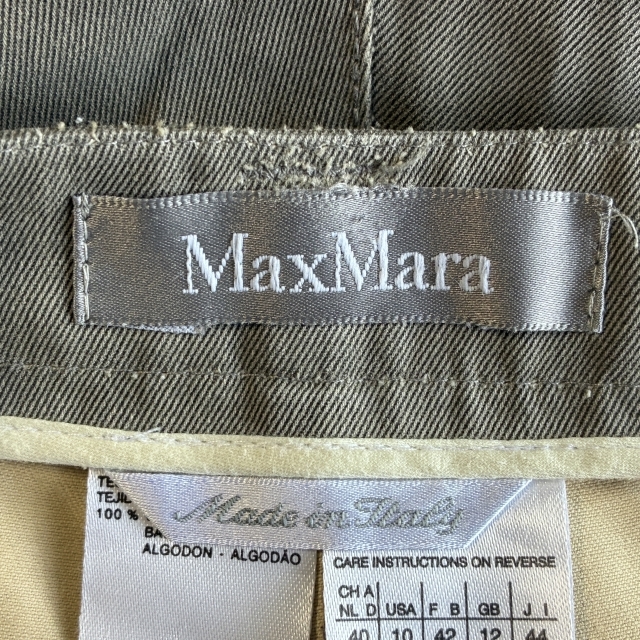 MaxMara
Made in Italy
100 %
ALGODON - ALGODÃO
CARE INSTRUCTIONS ON REVERSE
CH A
NL D USA F B GB J I
40 10 42 12 44